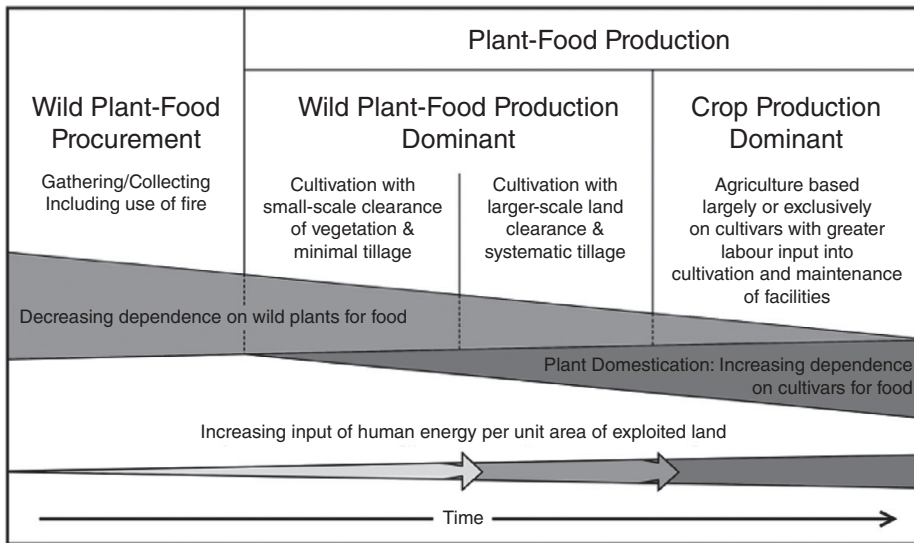 Plant-Food Production
Wild Plant-Food
Procurement
Gathering/Collecting
Including use of fire
Wild Plant-Food Production
Dominant
Cultivation with
small-scale clearance
of vegetation &
minimal tillage
Cultivation with
larger-scale land
clearance &
systematic tillage
Crop Production
Dominant
Agriculture based
largely or exclusively
on cultivars with greater
labour input into
cultivation and maintenance
of facilities
Decreasing dependence on wild plants for food
Plant Domestication: Increasing dependence
on cultivars for food
Increasing input of human energy per unit area of exploited land
Time